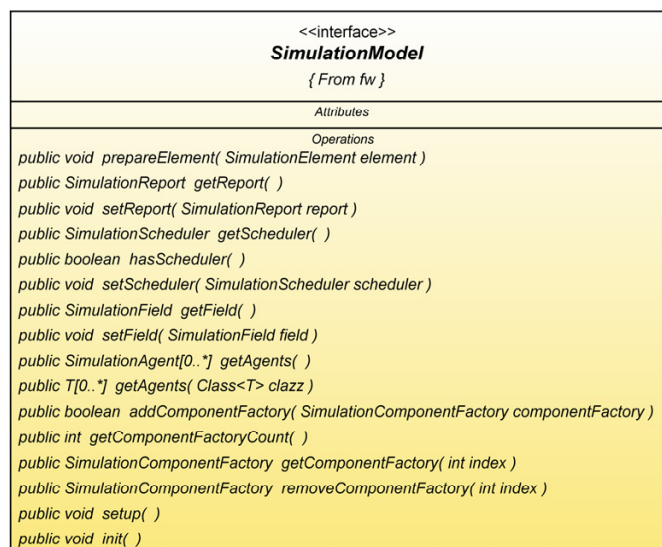 <<interface>>
SimulationModel
{ From fw }
Attributes
Operations
public void prepareElement( SimulationElement element )
public SimulationReport getReport( )
public void setReport( SimulationReport report )
public SimulationScheduler getScheduler( )
public boolean hasScheduler( )
public void setScheduler( SimulationScheduler scheduler )
public SimulationField getField( )
public void setField( SimulationField field )
public SimulationAgent[0..*] getAgents( )
public T[0..*] getAgents( Class<T> clazz )
public boolean addComponentFactory( SimulationComponentFactory componentFactory )
public int getComponentFactoryCount( )
public SimulationComponentFactory getComponentFactory( int index )
public SimulationComponentFactory removeComponentFactory( int index )
public void setup( )
public void init( )